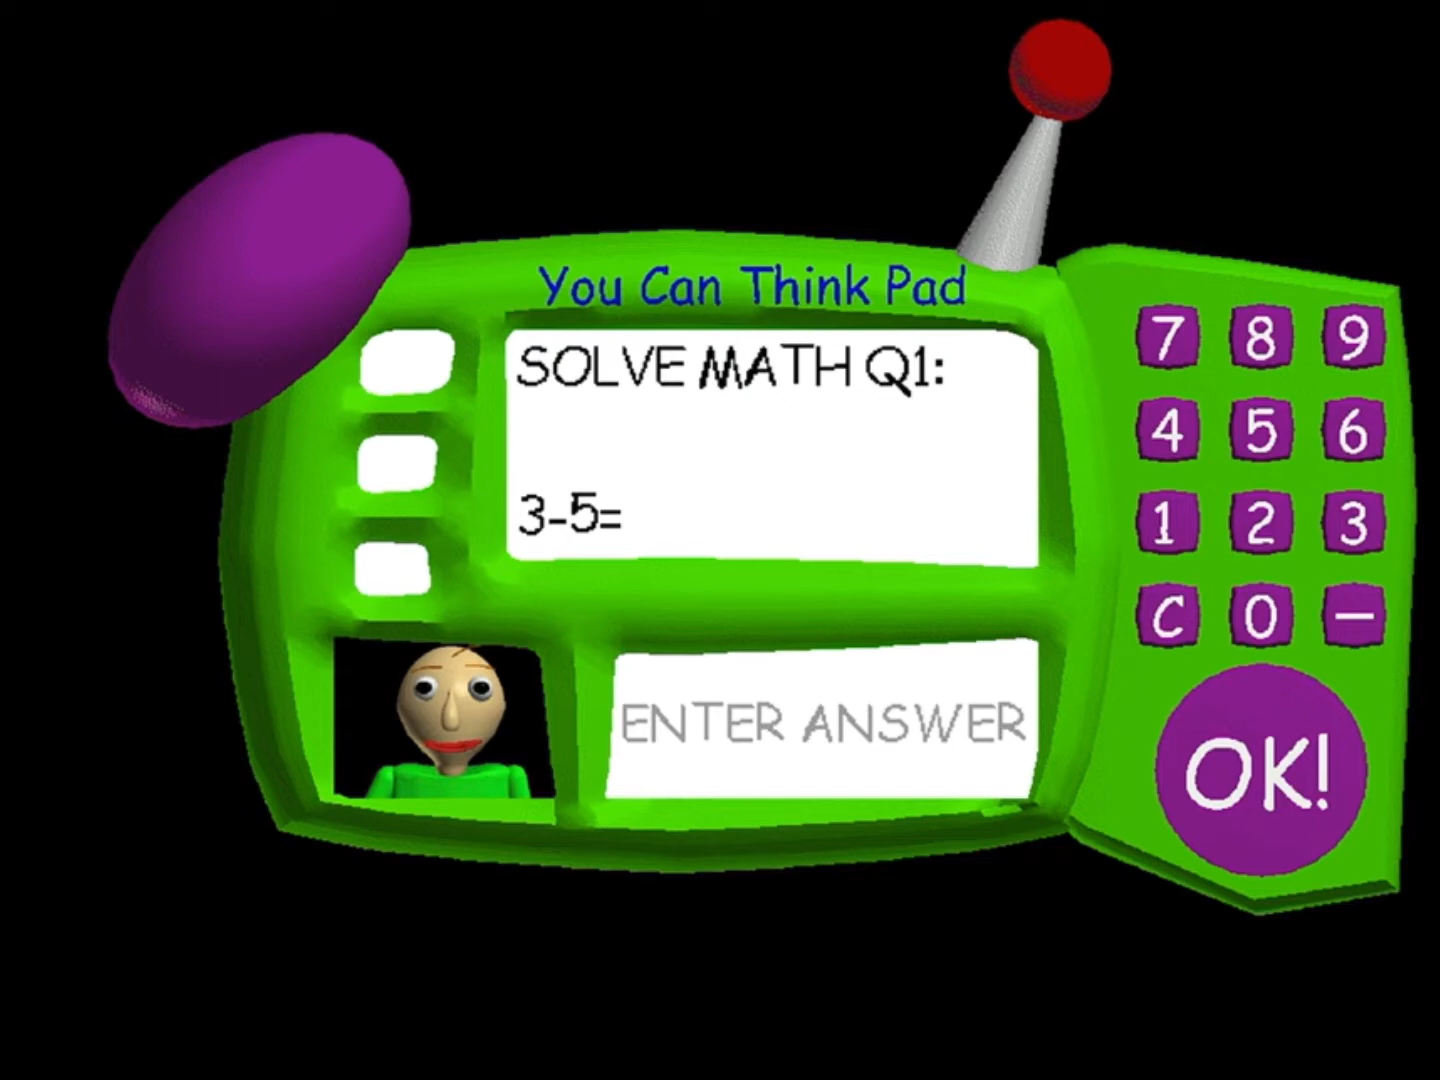 You Can Think Pad
SOLVE MATH Q1:
3-5=
ENTER ANSWER
7 8 9
4 5 6
1 2 3
C 0 −
OK!